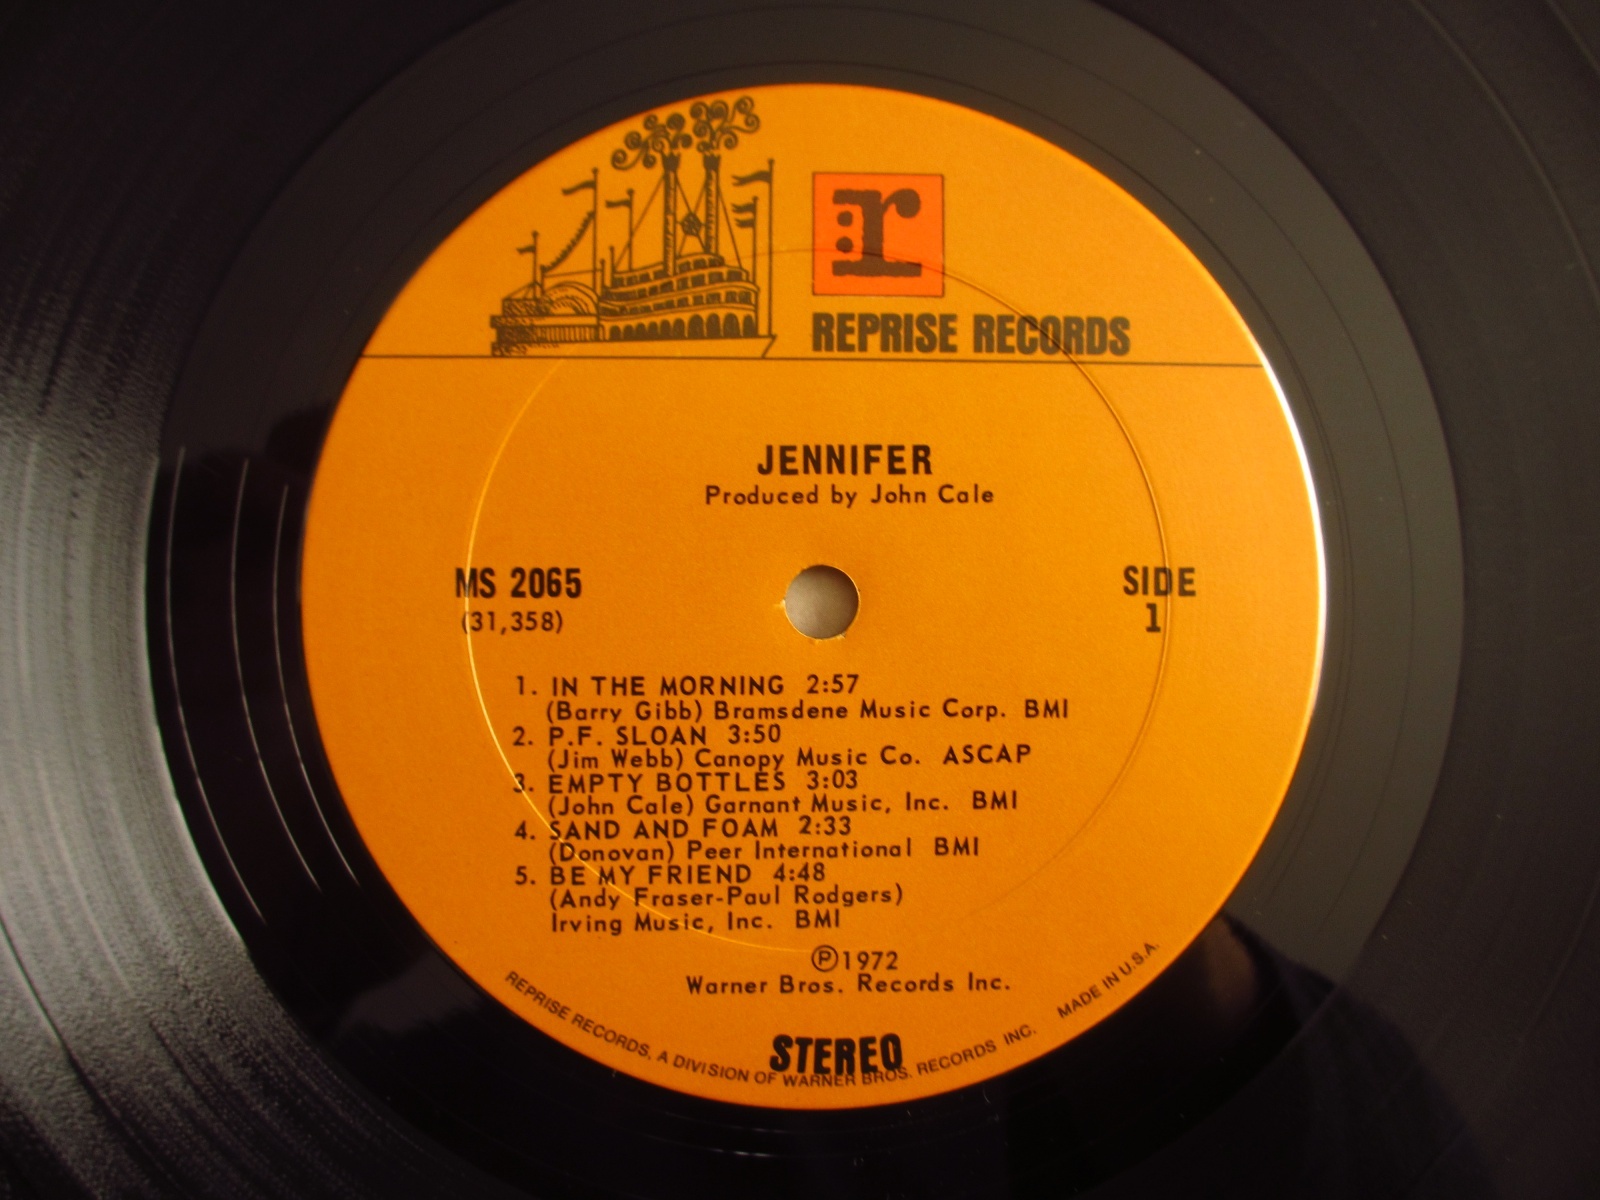 r:
REPRISE RECORDS
JENNIFER
Produced by John Cale
MS 2065
(31,358)
SIDE
1
1. IN THE MORNING 2:57
(Barry Gibb) Bramsdene Music Corp. BMI
2. P.F. SLOAN 3:50
(Jim Webb) Canopy Music Co. ASCAP
3. EMPTY BOTTLES 3:03
(John Cale) Garnant Music, Inc. BMI
4. SAND AND FOAM 2:33
(Donovan) Peer International BMI
5. BE MY FRIEND 4:48
(Andy Fraser-Paul Rodgers)
Irving Music, Inc. BMI
℗1972
Warner Bros. Records Inc.
STEREO
REPRISE RECORDS, A DIVISION OF WARNER BROS. RECORDS INC. MADE IN U.S.A.